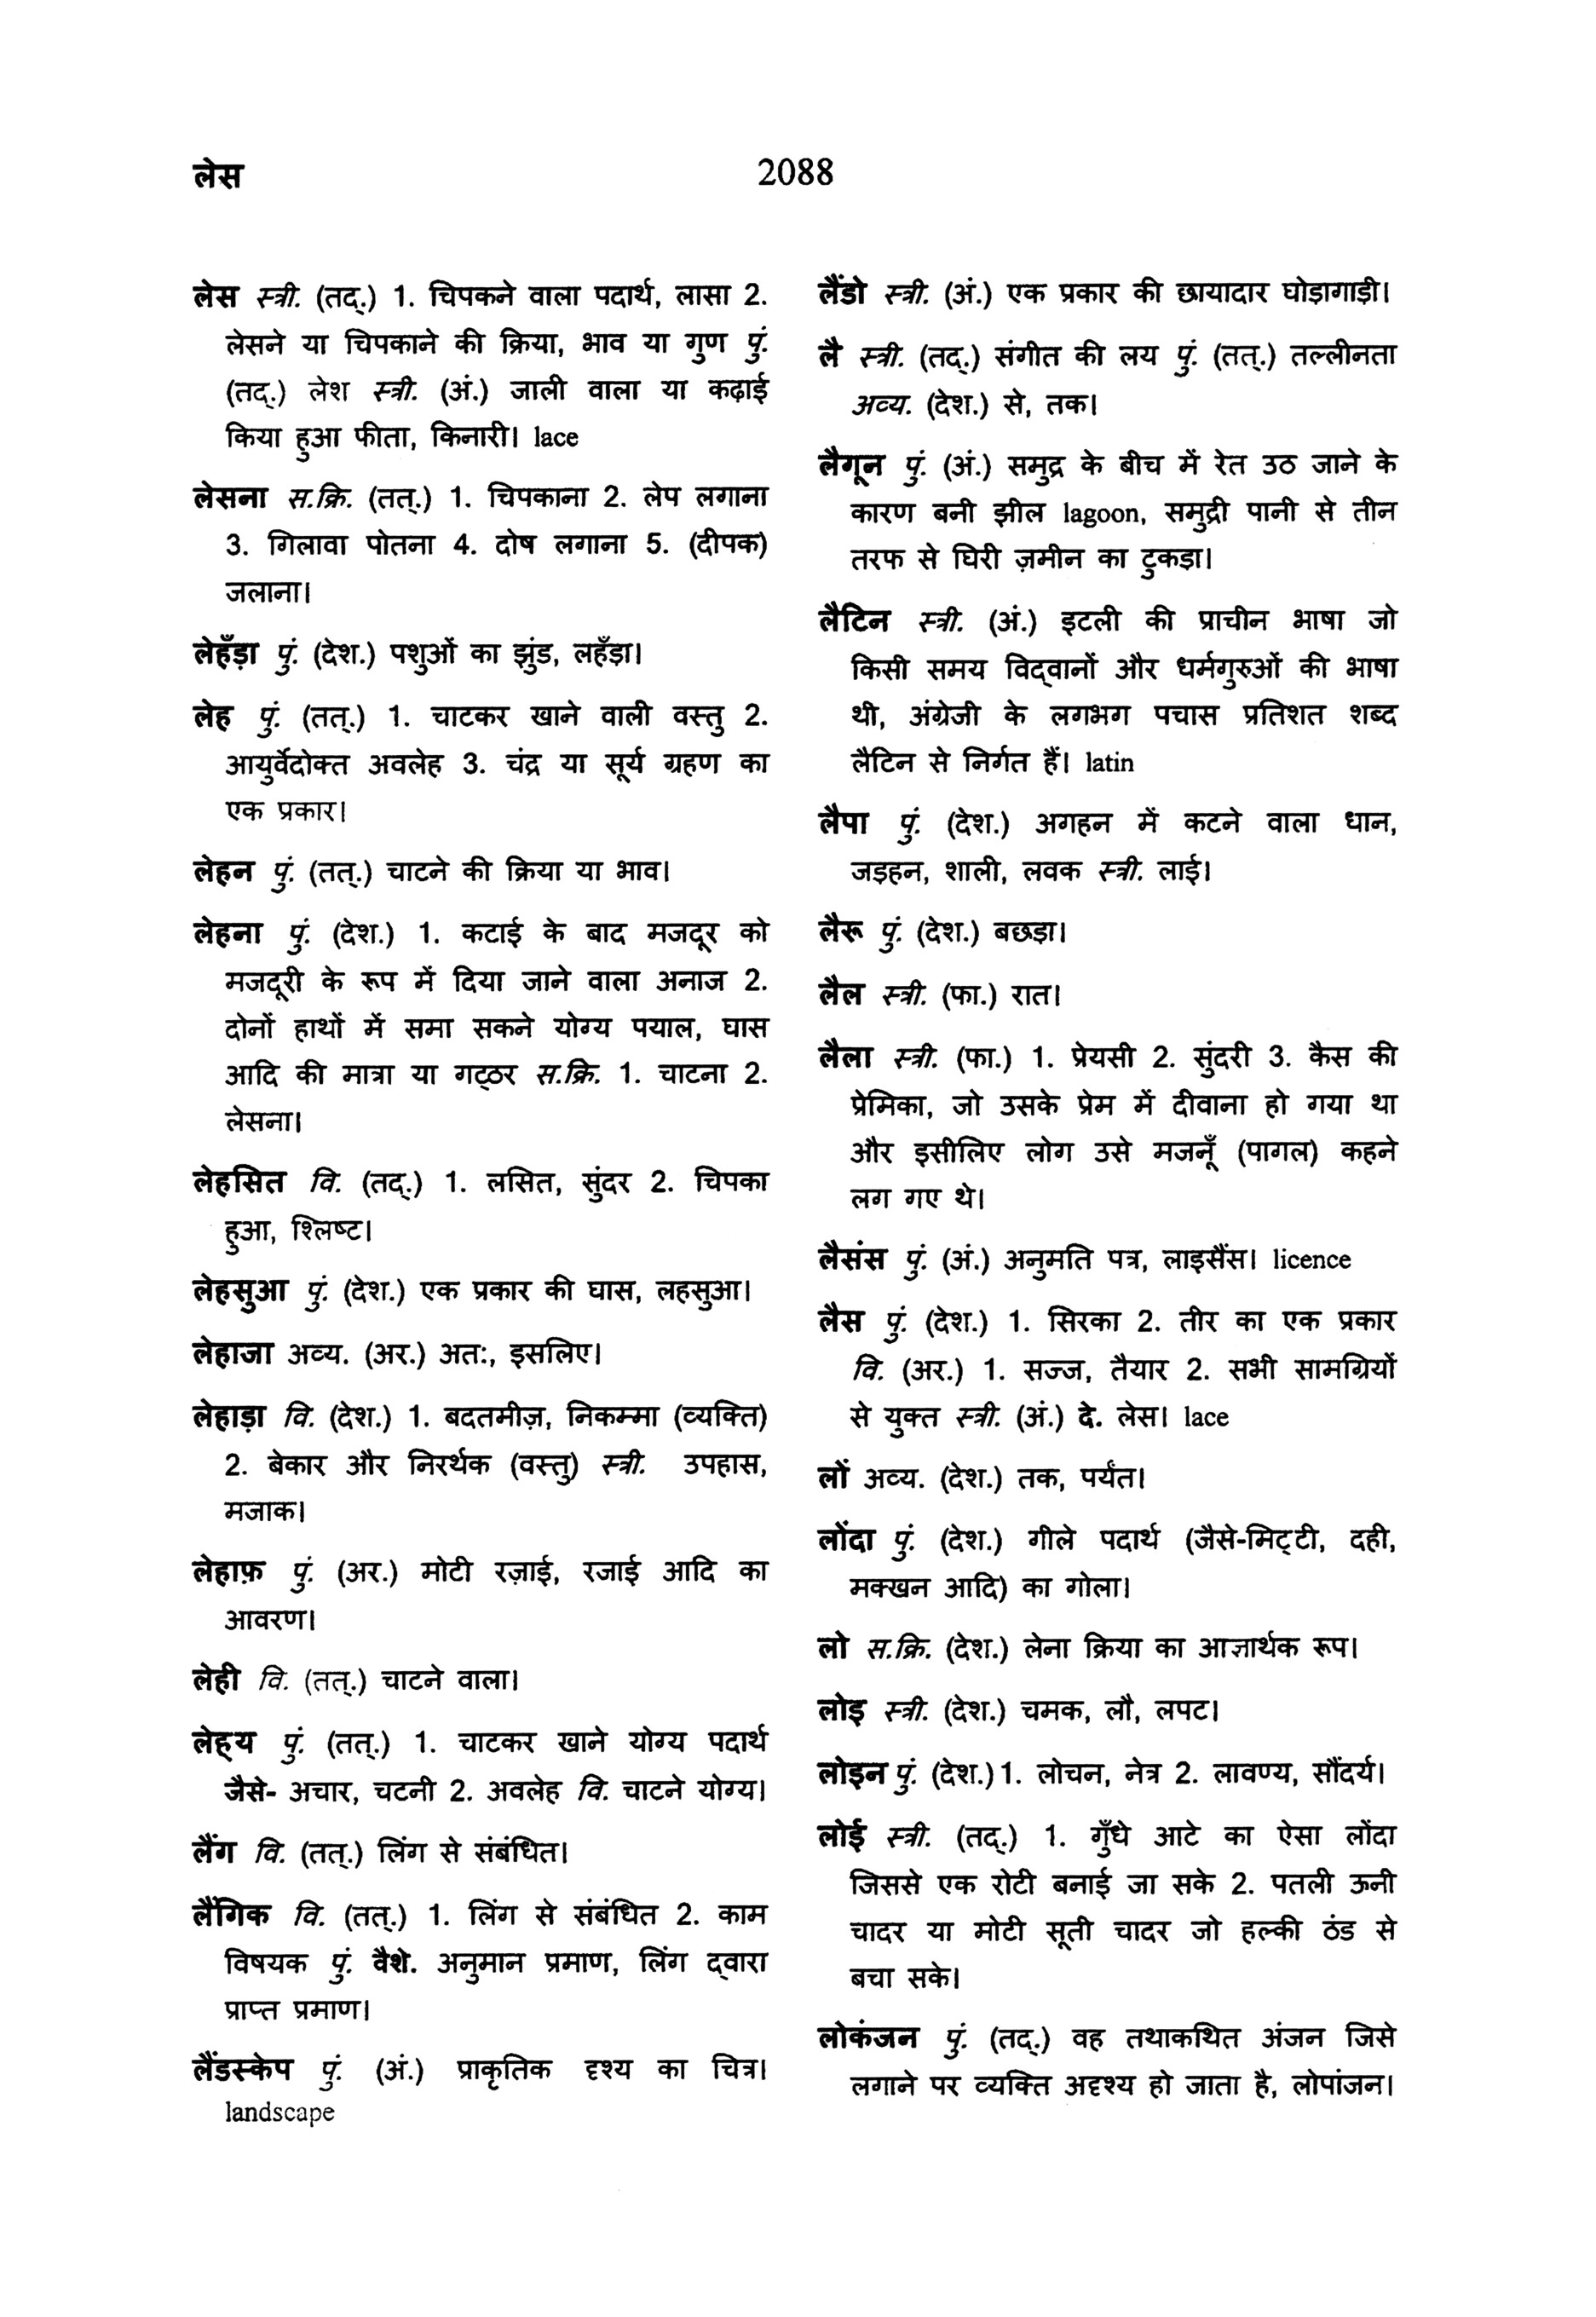 लेस
2088
लेस स्त्री. (तद्.) 1. चिपकने वाला पदार्थ, लासा 2.
लेसने या चिपकाने की क्रिया, भाव या गुण पुं.
(तद्.) लेश स्त्री. (अं.) जाली वाला या कढ़ाई
किया हुआ फीता, किनारी। lace
लेसना स.क्रि. (तत्.) 1. चिपकाना 2. लेप लगाना
3. गिलावा पोतना 4. दोष लगाना 5. (दीपक)
जलाना।
लेहँड़ा पुं. (देश.) पशुओं का झुंड, लहँड़ा।
लेह पुं. (तत्.) 1. चाटकर खाने वाली वस्तु 2.
आयुर्वेदोक्त अवलेह 3. चंद्र या सूर्य ग्रहण का
एक प्रकार।
लेहन पुं. (तत्.) चाटने की क्रिया या भाव।
लेहना पुं. (देश.) 1. कटाई के बाद मजदूर को
मजदूरी के रूप में दिया जाने वाला अनाज 2.
दोनों हाथों में समा सकने योग्य पयाल, घास
आदि की मात्रा या गट्ठर स.क्रि. 1. चाटना 2.
लेसना।
लेहसित वि. (तद्.) 1. लसित, सुंदर 2. चिपका
हुआ, श्लिष्ट।
लेहसुआ पुं. (देश.) एक प्रकार की घास, लहसुआ।
लेहाजा अव्य. (अर.) अतः, इसलिए।
लेहाड़ा वि. (देश.) 1. बदतमीज़, निकम्मा (व्यक्ति)
2. बेकार और निरर्थक (वस्तु) स्त्री. उपहास,
मजाक।
लेहाफ़ पुं. (अर.) मोटी रज़ाई, रजाई आदि का
आवरण।
लेही वि. (तत्.) चाटने वाला।
लेह्‌य पुं. (तत्.) 1. चाटकर खाने योग्य पदार्थ
जैसे- अचार, चटनी 2. अवलेह वि. चाटने योग्य।
लैंग वि. (तत्.) लिंग से संबंधित।
लैंगिक वि. (तत्.) 1. लिंग से संबंधित 2. काम
विषयक पुं. वैशे. अनुमान प्रमाण, लिंग द्‌वारा
प्राप्त प्रमाण।
लैंडस्केप पुं. (अं.) प्राकृतिक दृश्य का चित्र।
landscape
लैंडो स्त्री. (अं.) एक प्रकार की छायादार घोड़ागाड़ी।
लै स्त्री. (तद्.) संगीत की लय पुं. (तत्.) तल्लीनता
अव्य. (देश.) से, तक।
लैगून पुं. (अं.) समुद्र के बीच में रेत उठ जाने के
कारण बनी झील lagoon, समुद्री पानी से तीन
तरफ से घिरी ज़मीन का टुकड़ा।
लैटिन स्त्री. (अं.) इटली की प्राचीन भाषा जो
किसी समय विद्‌वानों और धर्मगुरुओं की भाषा
थी, अंग्रेजी के लगभग पचास प्रतिशत शब्द
लैटिन से निर्गत हैं। latin
लैपा पुं. (देश.) अगहन में कटने वाला धान,
जड़हन, शाली, लवक स्त्री. लाई।
लैरू पुं. (देश.) बछड़ा।
लैल स्त्री. (फा.) रात।
लैला स्त्री. (फा.) 1. प्रेयसी 2. सुंदरी 3. कैस की
प्रेमिका, जो उसके प्रेम में दीवाना हो गया था
और इसीलिए लोग उसे मजनूँ (पागल) कहने
लग गए थे।
लैसंस पुं. (अं.) अनुमति पत्र, लाइसैंस। licence
लैस पुं. (देश.) 1. सिरका 2. तीर का एक प्रकार
वि. (अर.) 1. सज्ज, तैयार 2. सभी सामग्रियों
से युक्त स्त्री. (अं.) दे. लेस। lace
लों अव्य. (देश.) तक, पर्यंत।
लोंदा पुं. (देश.) गीले पदार्थ (जैसे-मिट्टी, दही,
मक्खन आदि) का गोला।
लो स.क्रि. (देश.) लेना क्रिया का आज्ञार्थक रूप।
लोइ स्त्री. (देश.) चमक, लौ, लपट।
लोइन पुं. (देश.) 1. लोचन, नेत्र 2. लावण्य, सौंदर्य।
लोई स्त्री. (तद्.) 1. गुँधे आटे का ऐसा लोंदा
जिससे एक रोटी बनाई जा सके 2. पतली ऊनी
चादर या मोटी सूती चादर जो हल्की ठंड से
बचा सके।
लोकंजन पुं. (तद्.) वह तथाकथित अंजन जिसे
लगाने पर व्यक्ति अदृश्य हो जाता है, लोपांजन।